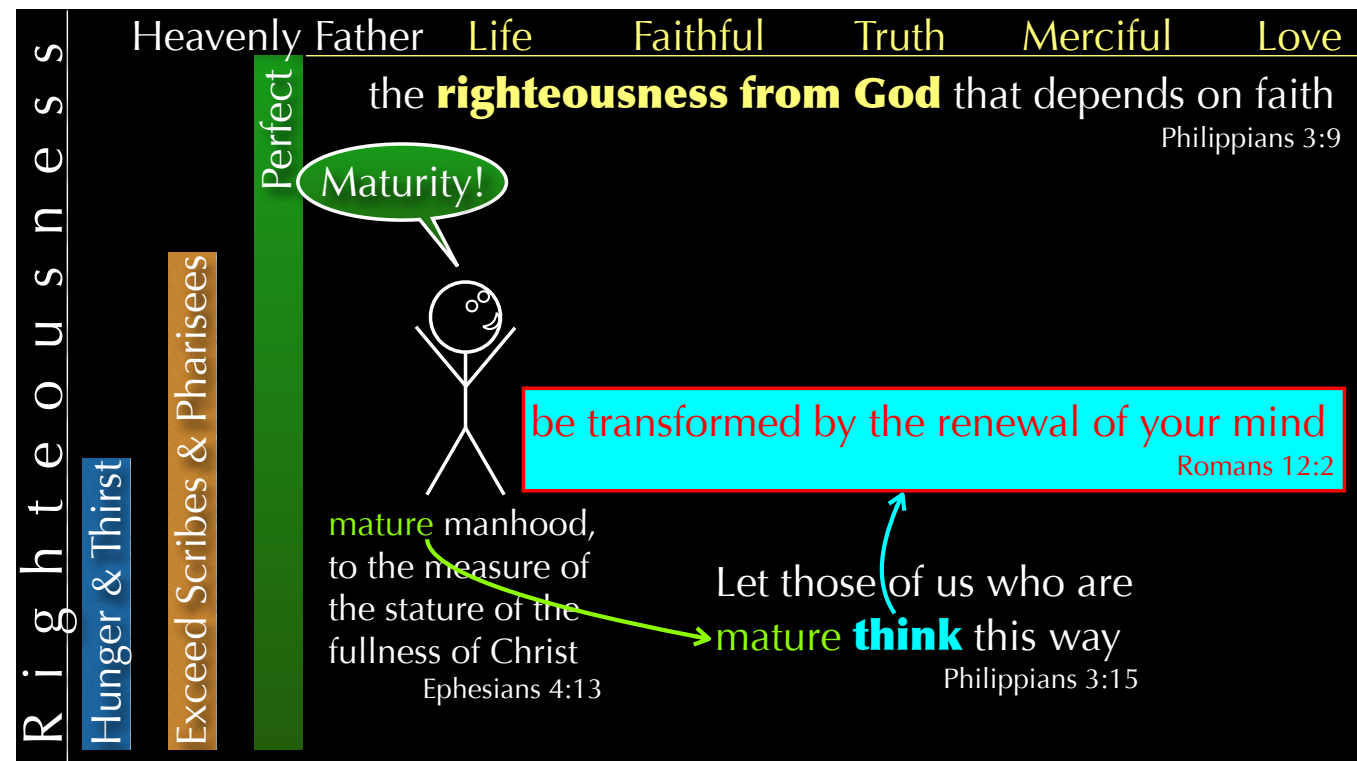 Righteousness
Heavenly Father Life Faithful Truth Merciful Love
Hunger & Thirst
Exceed Scribes & Pharisees
Perfect
the righteousness from God that depends on faith
Philippians 3:9
Maturity!
be transformed by the renewal of your mind
Romans 12:2
mature manhood,
to the measure of
the stature of the
fullness of Christ
Ephesians 4:13
Let those of us who are
mature think this way
Philippians 3:15